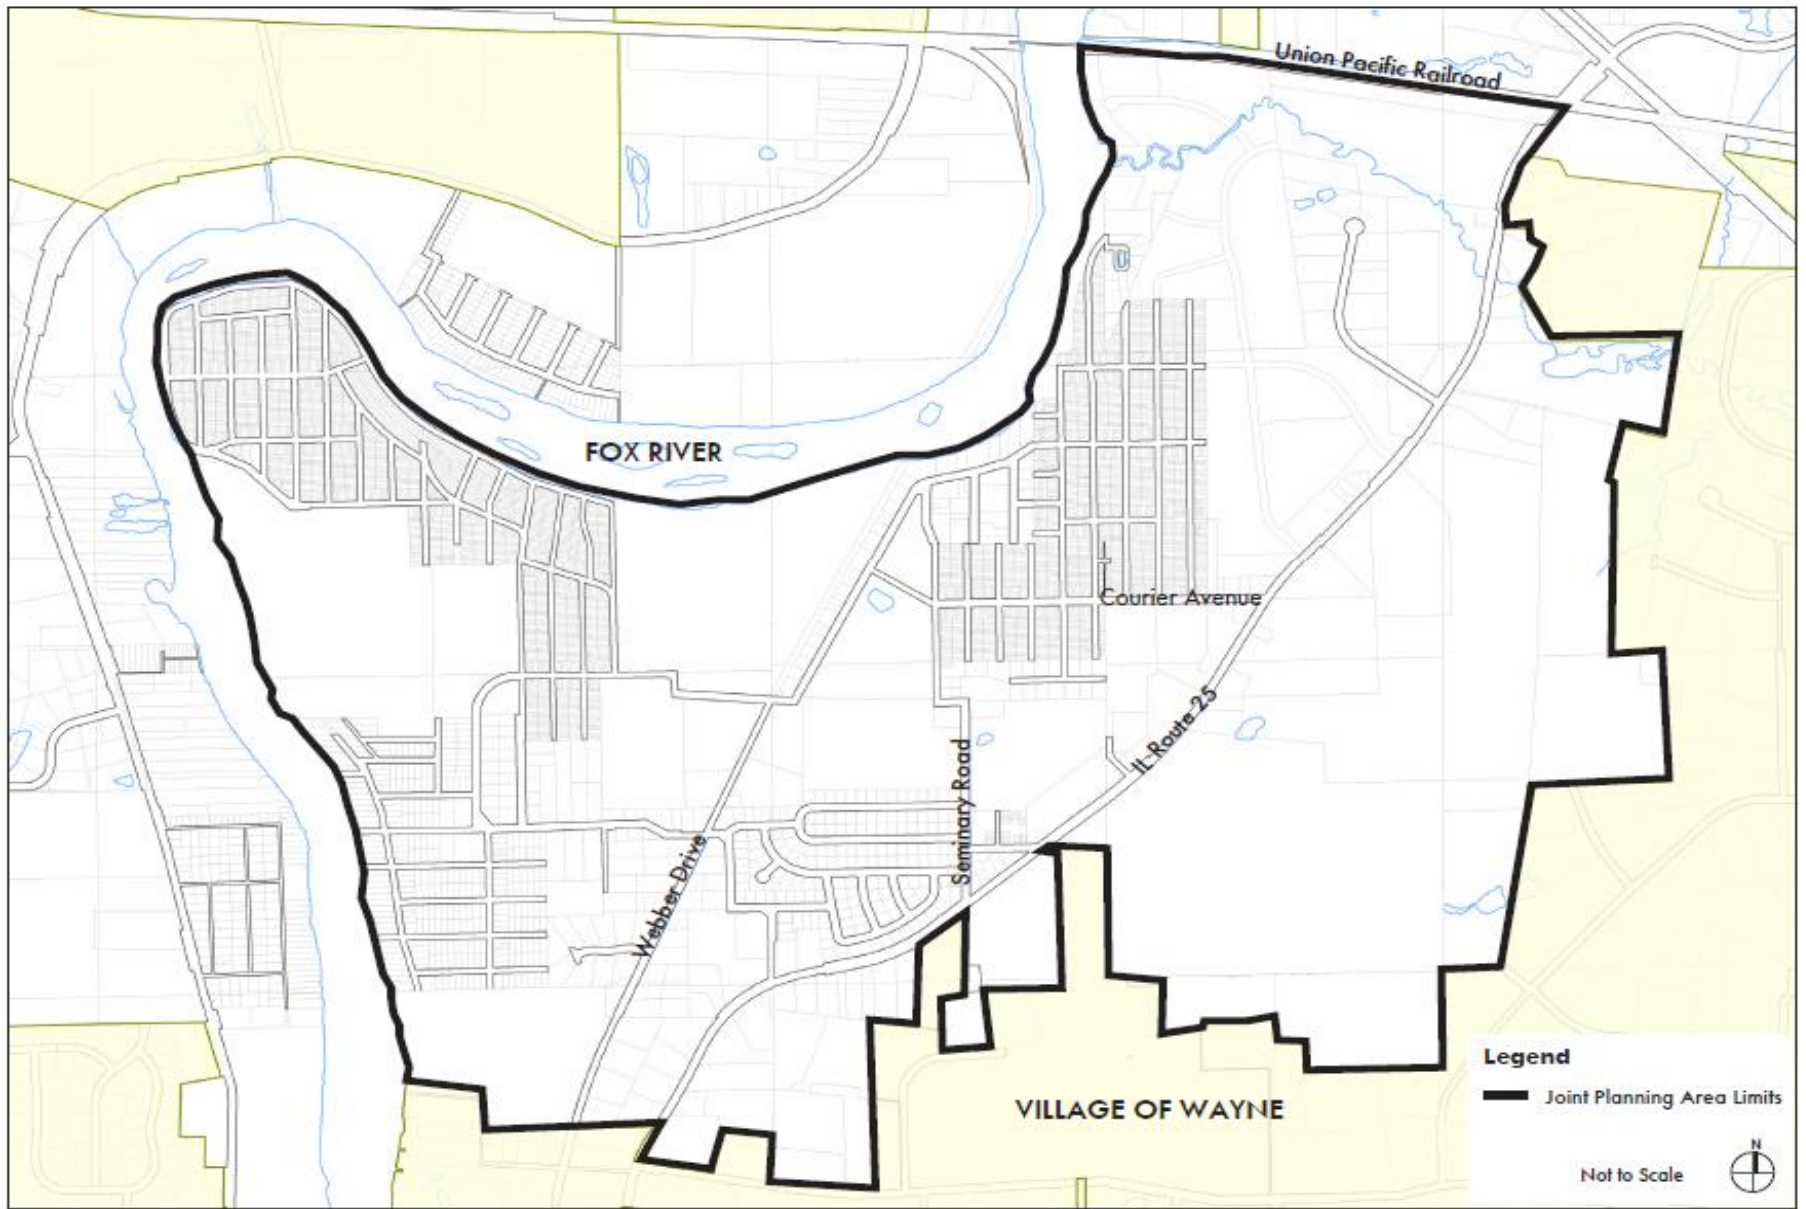 Union Pacific Railroad
FOX RIVER
Courier Avenue
IL Route 25
Seminary Road
Webber Drive
VILLAGE OF WAYNE
Legend
Joint Planning Area Limits
N
Not to Scale